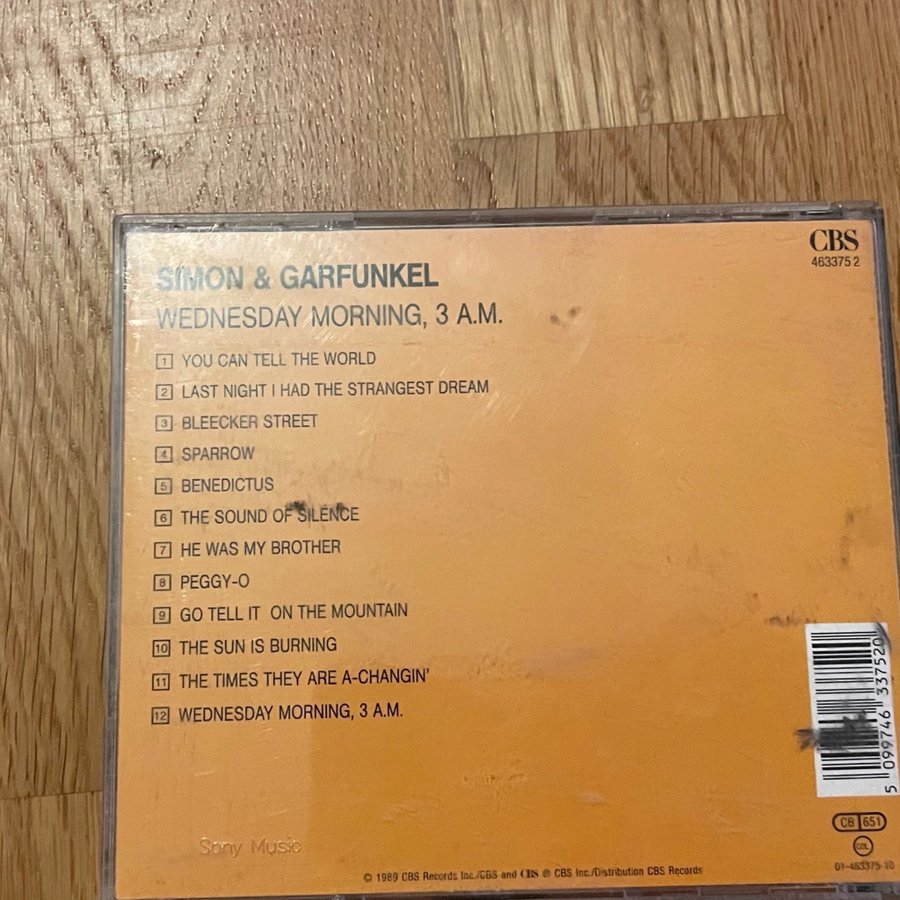 CBS
463375 2
SIMON & GARFUNKEL
WEDNESDAY MORNING, 3 A.M.
1 YOU CAN TELL THE WORLD
2 LAST NIGHT I HAD THE STRANGEST DREAM
3 BLEECKER STREET
4 SPARROW
5 BENEDICTUS
6 THE SOUND OF SILENCE
7 HE WAS MY BROTHER
8 PEGGY-O
9 GO TELL IT ON THE MOUNTAIN
10 THE SUN IS BURNING
11 THE TIMES THEY ARE A-CHANGIN'
12 WEDNESDAY MORNING, 3 A.M.
5 099746 337520
CB 651
01-463375-10
Sony Music
© 1989 CBS Records Inc./CBS and CBS ® CBS Inc./Distribution CBS Records